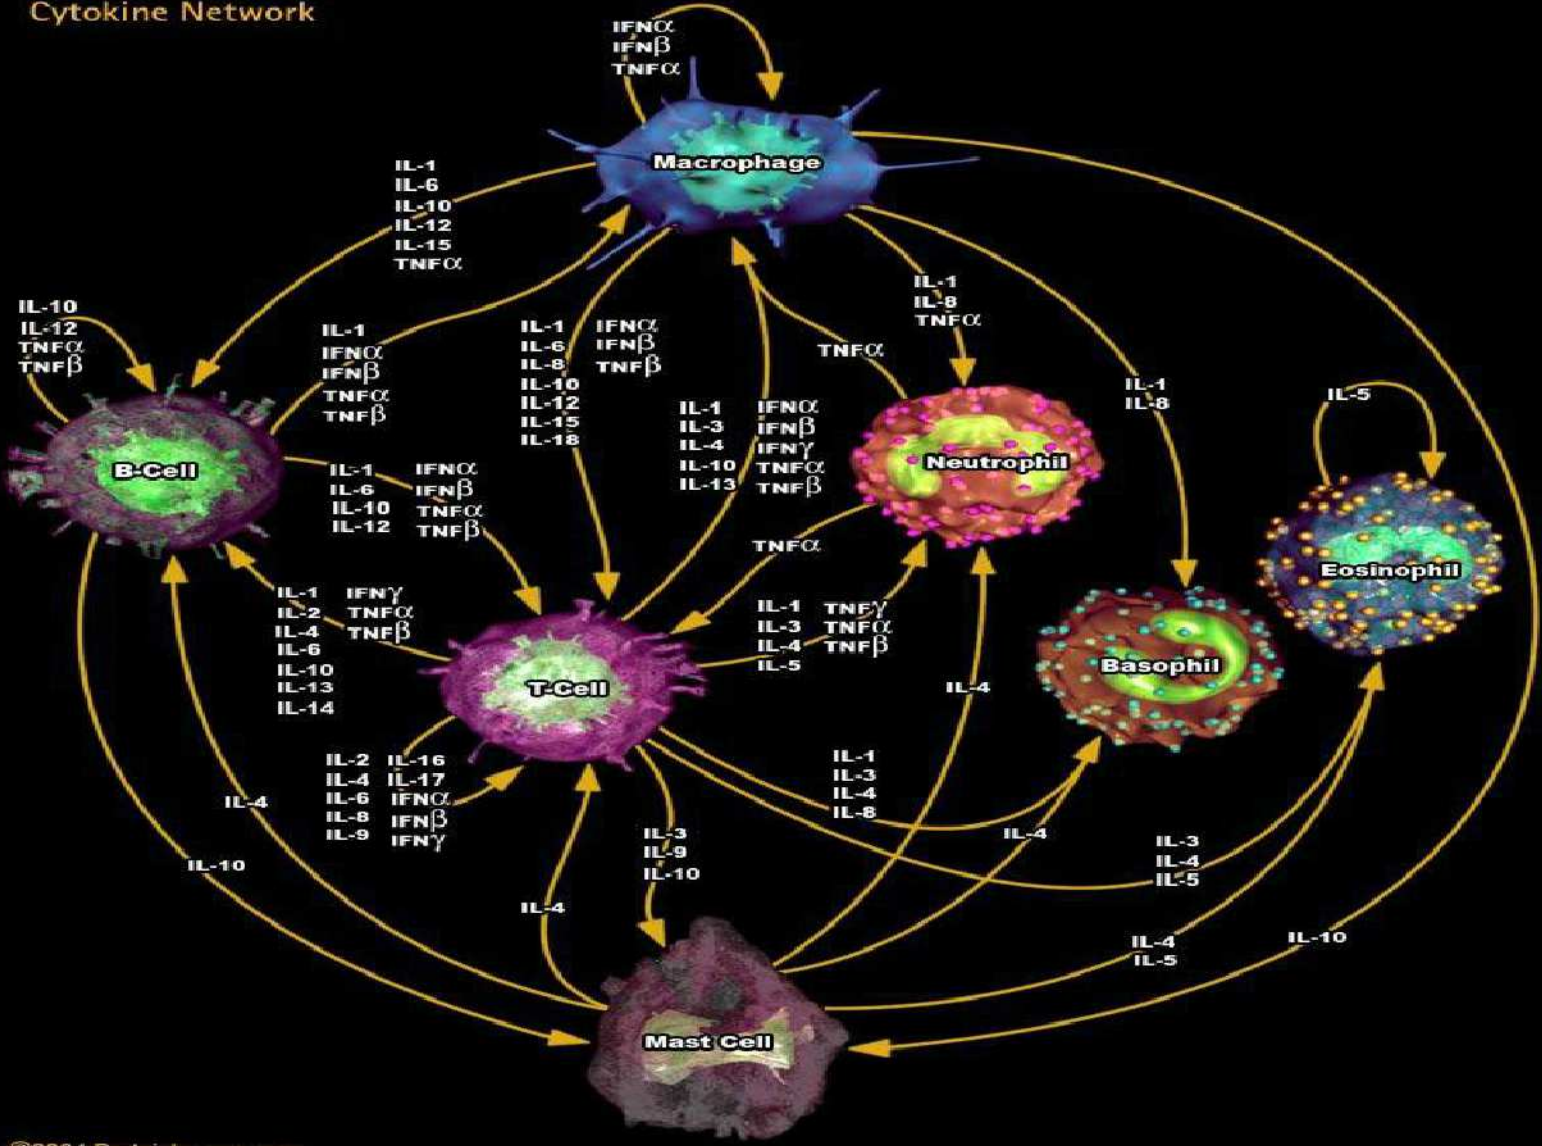 Cytokine Network
IFNα
IFNβ
TNFα
Macrophage
IL-1
IL-6
IL-10
IL-12
IL-15
TNFα
IL-10
IL-12
TNFα
TNFβ
IL-1
IFNα
IFNβ
TNFα
TNFβ
IL-1 IFNα
IL-6 IFNβ
IL-8 TNFβ
IL-10
IL-12
IL-15
IL-18
IL-1
IL-8
TNFα
TNFα
IL-1
IL-8
IL-5
IL-1 IFNα
IL-3 IFNβ
IL-4 IFNγ
IL-10 TNFα
IL-13 TNFβ
B-Cell
Neutrophil
IL-1 IFNα
IL-6 IFNβ
IL-10 TNFα
IL-12 TNFβ
TNFα
Eosinophil
IL-1 IFNγ
IL-2 TNFα
IL-4 TNFβ
IL-6
IL-10
IL-13
IL-14
IL-1 TNFγ
IL-3 TNFα
IL-4 TNFβ
IL-5
Basophil
T-Cell
IL-4
IL-2 IL-16
IL-4 IL-17
IL-6 IFNα
IL-8 IFNβ
IL-9 IFNγ
IL-1
IL-3
IL-4
IL-8
IL-4
IL-10
IL-3
IL-9
IL-10
IL-4
IL-3
IL-4
IL-5
IL-4
IL-4
IL-5
IL-10
Mast Cell